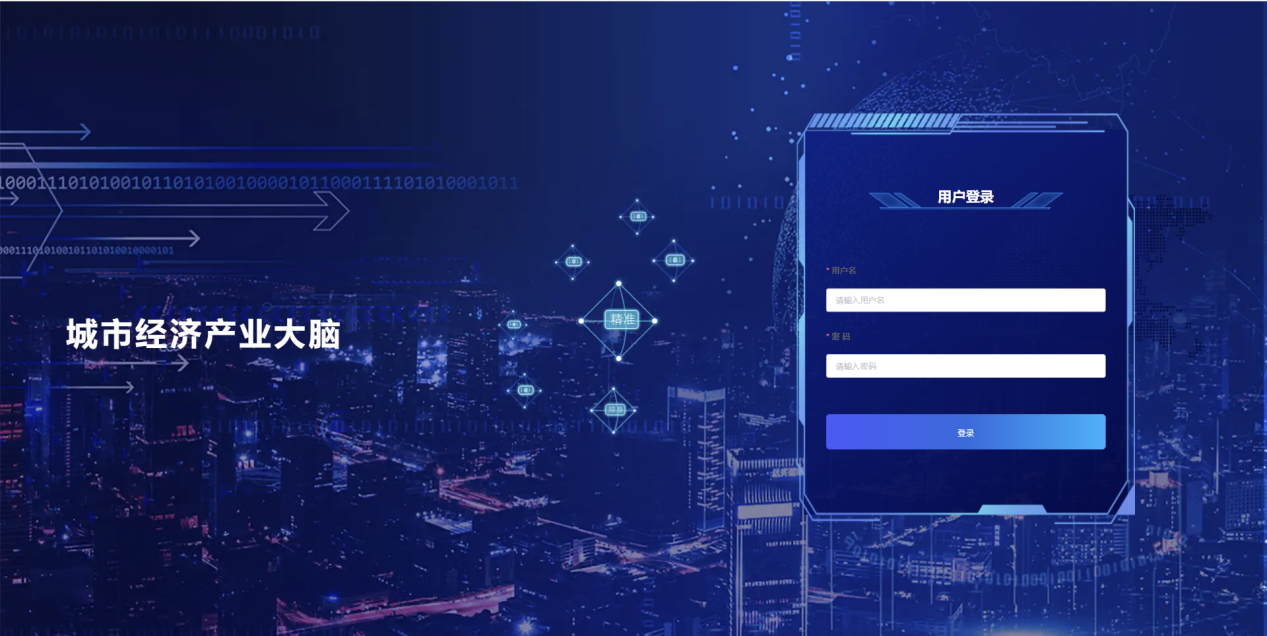 城市经济产业大脑
精准
用户登录
* 用户名
请输入用户名
* 密 码
请输入密码
登录